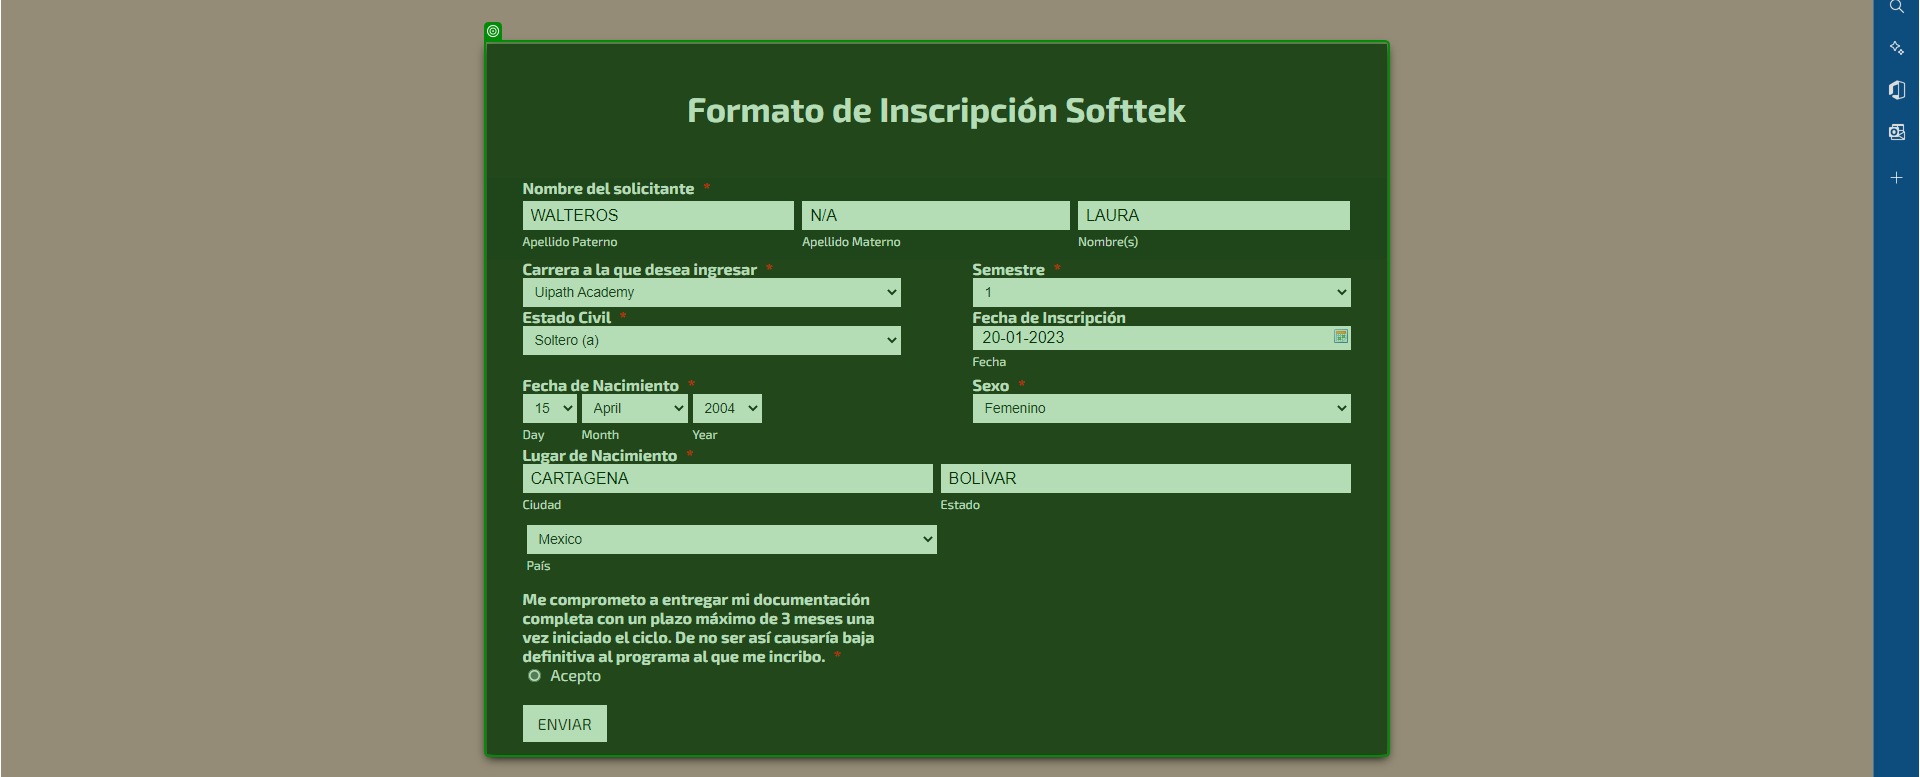 Formato de Inscripción Softtek
Nombre del solicitante *
WALTEROS N/A LAURA
Apellido Paterno Apellido Materno Nombre(s)
Carrera a la que desea ingresar * Semestre *
Uipath Academy 1
Estado Civil * Fecha de Inscripción
Soltero (a) 20-01-2023
Fecha
Fecha de Nacimiento * Sexo *
15 April 2004 Femenino
Day Month Year
Lugar de Nacimiento *
CARTAGENA BOLÍVAR
Ciudad Estado
Mexico
País
Me comprometo a entregar mi documentación
completa con un plazo máximo de 3 meses una
vez iniciado el ciclo. De no ser así causaría baja
definitiva al programa al que me incribo. *
Acepto
ENVIAR